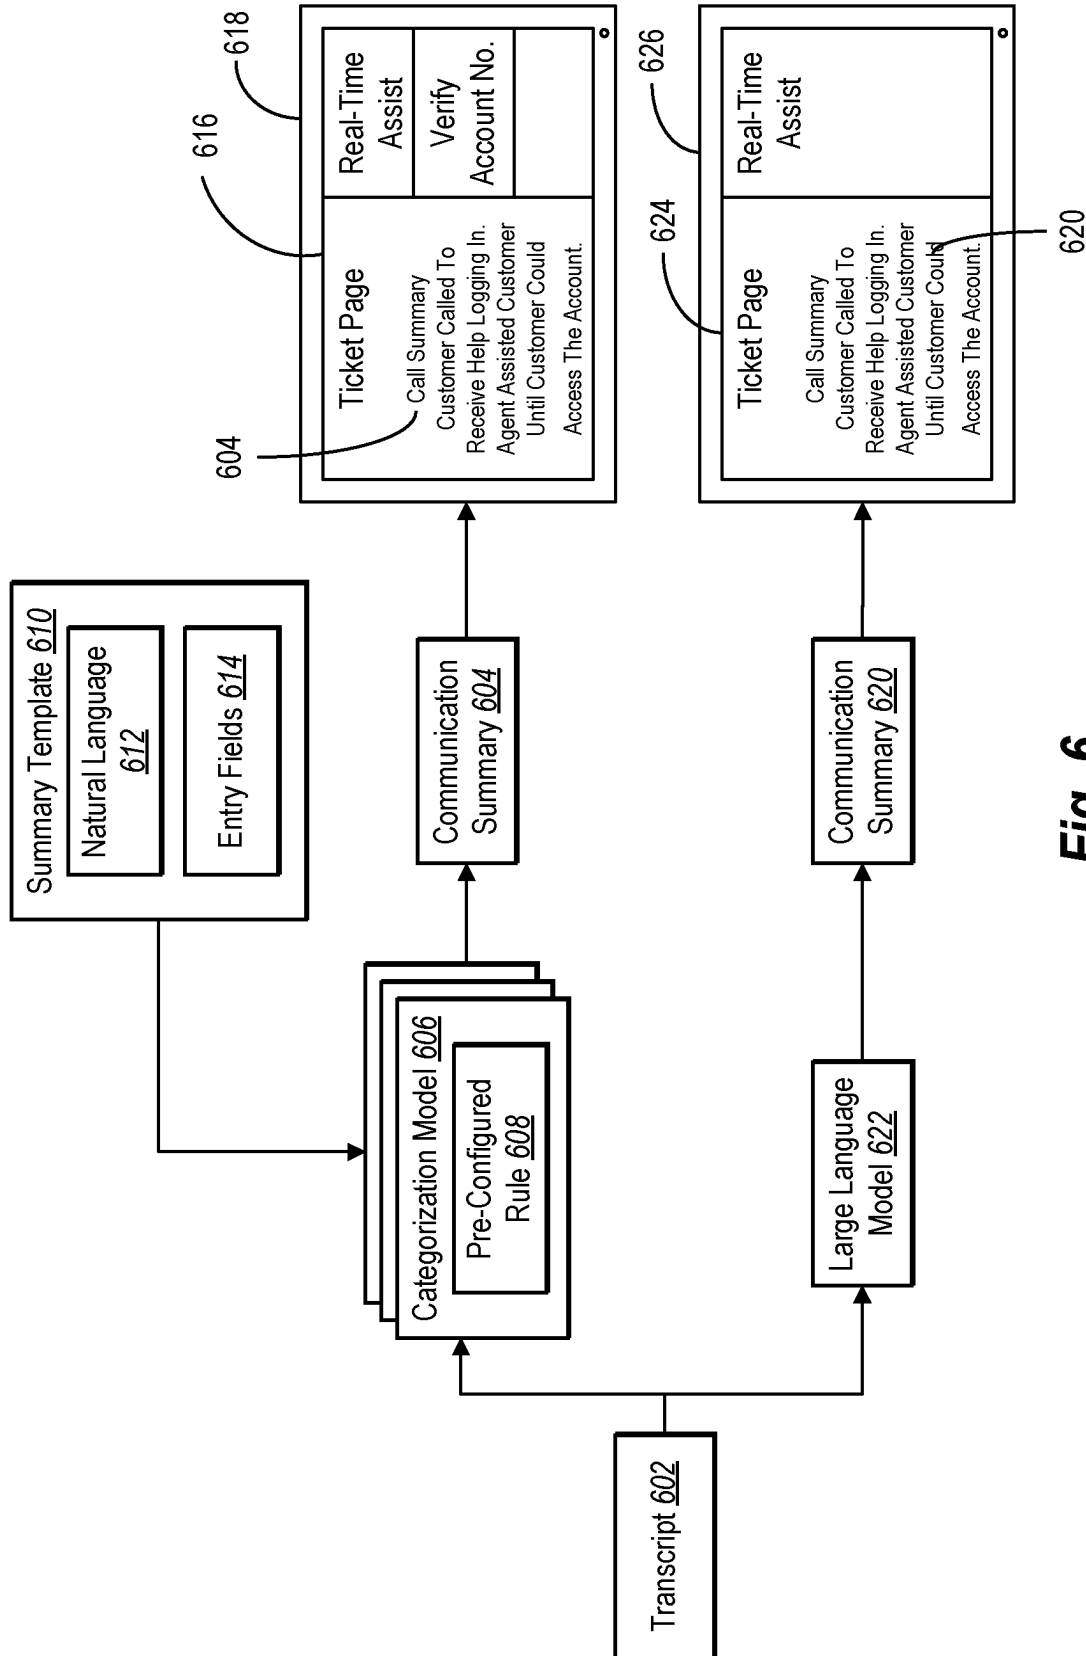 Transcript 602
Categorization Model 606
Pre-Configured
Rule 608
Large Language
Model 622
Summary Template 610
Natural Language
612
Entry Fields 614
Communication
Summary 604
Communication
Summary 620
604
616
618
Ticket Page
Call Summary
Customer Called To
Receive Help Logging In.
Agent Assisted Customer
Until Customer Could
Access The Account.
Real-Time
Assist
Verify
Account No.
624
626
Ticket Page
Call Summary
Customer Called To
Receive Help Logging In.
Agent Assisted Customer
Until Customer Could
Access The Account.
Real-Time
Assist
620
Fig. 6